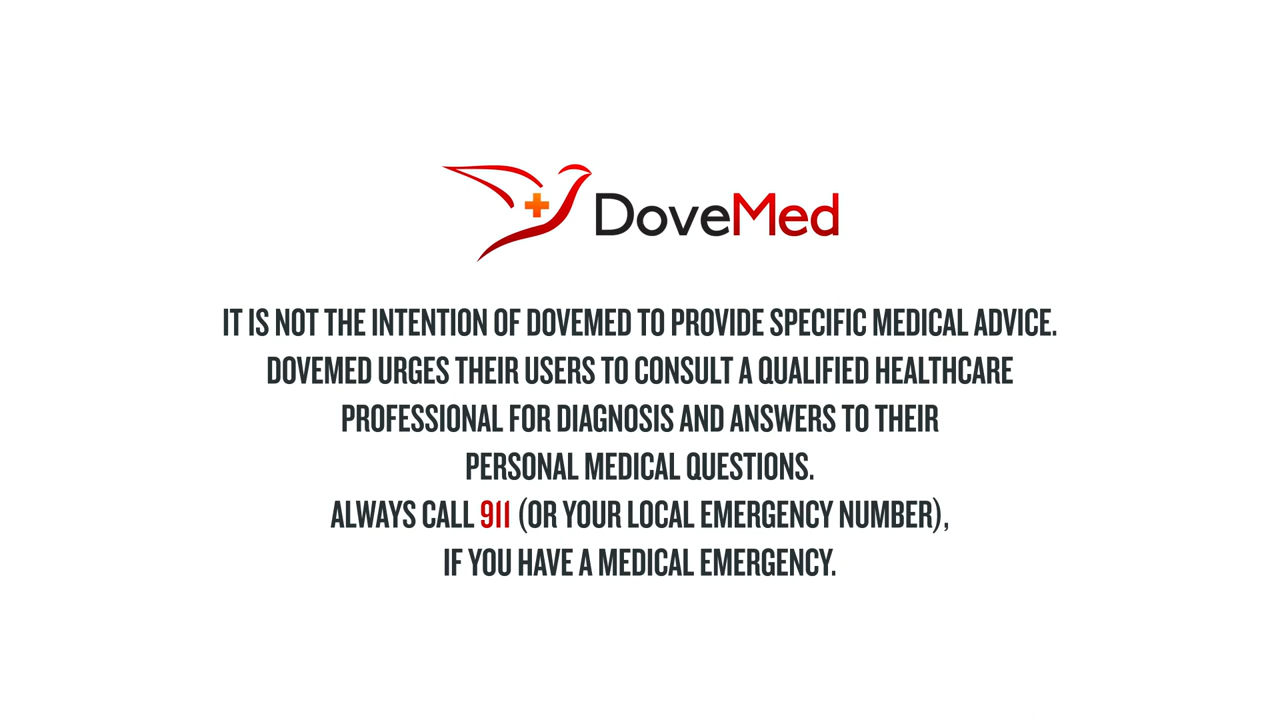 DoveMed
IT IS NOT THE INTENTION OF DOVEMED TO PROVIDE SPECIFIC MEDICAL ADVICE.
DOVEMED URGES THEIR USERS TO CONSULT A QUALIFIED HEALTHCARE
PROFESSIONAL FOR DIAGNOSIS AND ANSWERS TO THEIR
PERSONAL MEDICAL QUESTIONS.
ALWAYS CALL 911 (OR YOUR LOCAL EMERGENCY NUMBER),
IF YOU HAVE A MEDICAL EMERGENCY.